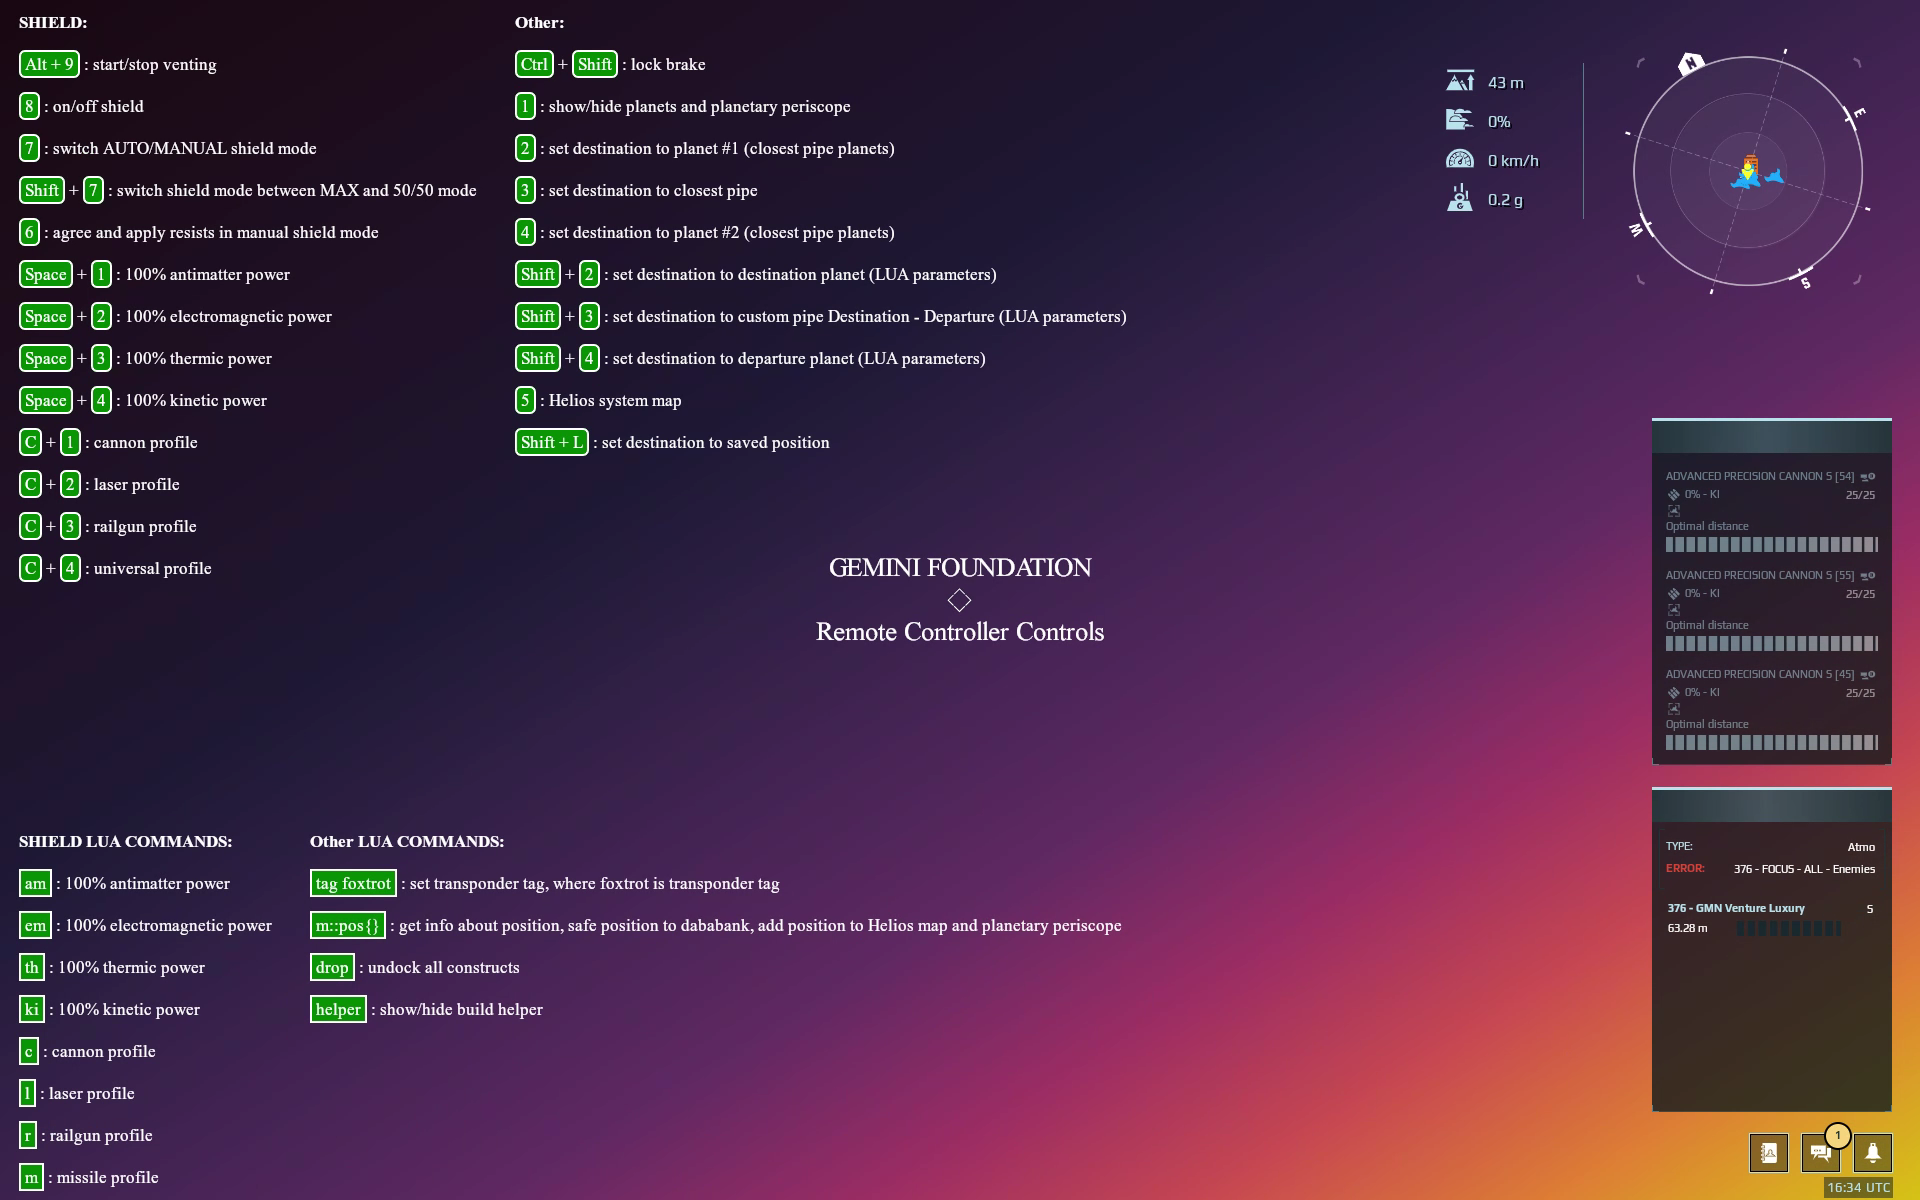 SHIELD:
Alt + 9 : start/stop venting
8 : on/off shield
7 : switch AUTO/MANUAL shield mode
Shift + 7 : switch shield mode between MAX and 50/50 mode
6 : agree and apply resists in manual shield mode
Space + 1 : 100% antimatter power
Space + 2 : 100% electromagnetic power
Space + 3 : 100% thermic power
Space + 4 : 100% kinetic power
C + 1 : cannon profile
C + 2 : laser profile
C + 3 : railgun profile
C + 4 : universal profile
Other:
Ctrl + Shift : lock brake
1 : show/hide planets and planetary periscope
2 : set destination to planet #1 (closest pipe planets)
3 : set destination to closest pipe
4 : set destination to planet #2 (closest pipe planets)
Shift + 2 : set destination to destination planet (LUA parameters)
Shift + 3 : set destination to custom pipe Destination - Departure (LUA parameters)
Shift + 4 : set destination to departure planet (LUA parameters)
5 : Helios system map
Shift + L : set destination to saved position
43 m
0%
0 km/h
G
0.2 g
N
E
W
S
GEMINI FOUNDATION
Remote Controller Controls
ADVANCED PRECISION CANNON S [54]
0% - KI 25/25
Optimal distance
ADVANCED PRECISION CANNON S [55]
0% - KI 25/25
Optimal distance
ADVANCED PRECISION CANNON S [45]
0% - KI 25/25
Optimal distance
TYPE: Atmo
ERROR: 376 - FOCUS - ALL - Enemies
376 - GMN Venture Luxury S
63.28 m
SHIELD LUA COMMANDS:
am : 100% antimatter power
em : 100% electromagnetic power
th : 100% thermic power
ki : 100% kinetic power
c : cannon profile
l : laser profile
r : railgun profile
m : missile profile
Other LUA COMMANDS:
tag foxtrot : set transponder tag, where foxtrot is transponder tag
m::pos{} : get info about position, safe position to dababank, add position to Helios map and planetary periscope
drop : undock all constructs
helper : show/hide build helper
1
16:34 UTC